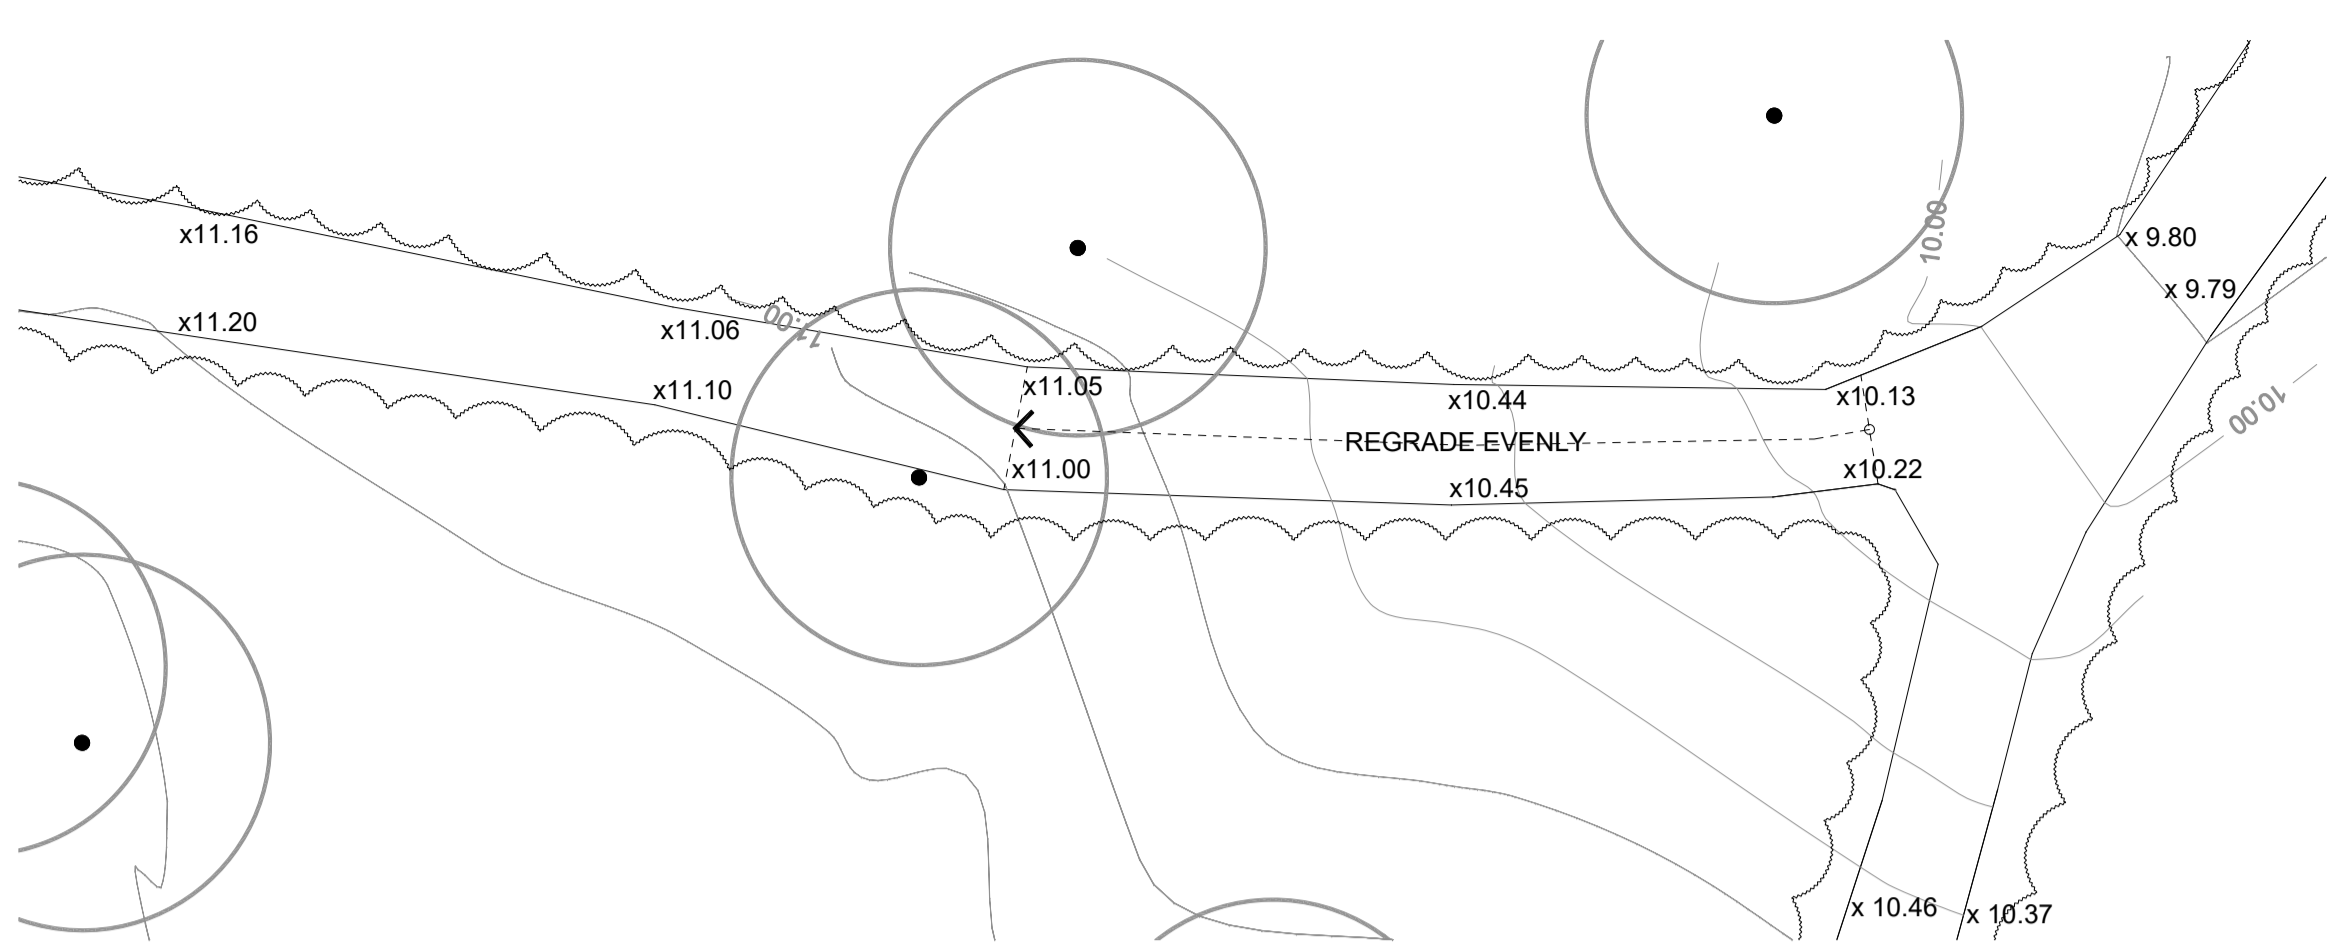 10.00
x11.16
x 9.80
x 9.79
x11.20
11.00
x11.06
x11.10
x11.05
x10.44
x10.13
10.00
REGRADE EVENLY
x11.00
x10.45
x10.22
x 10.46
x 10.37